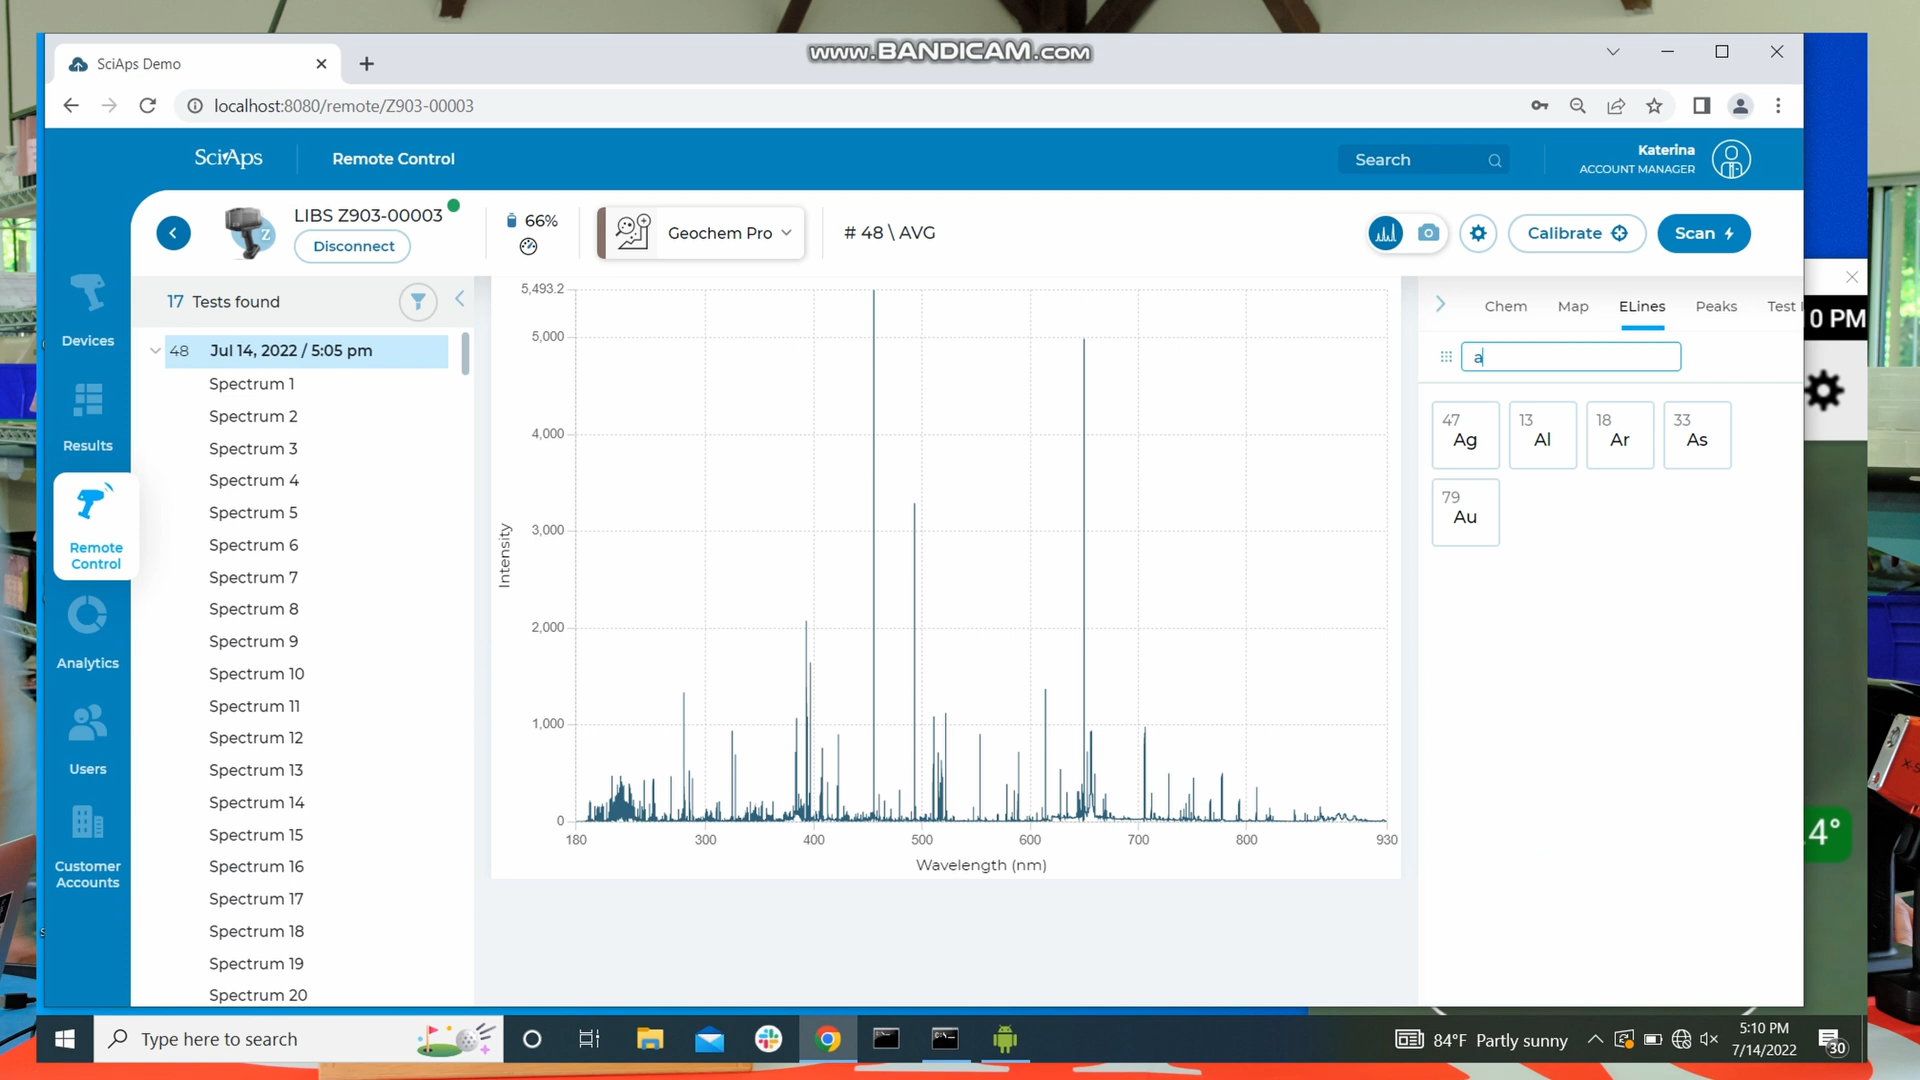 www.BANDICAM.com
SciAps Demo
localhost:8080/remote/Z903-00003
SciAps
Remote Control
Search
Katerina
ACCOUNT MANAGER
LIBS Z903-00003
Disconnect
66%
Geochem Pro
# 48 \ AVG
Calibrate
Scan
Devices
Results
Remote
Control
Analytics
Users
Customer
Accounts
17 Tests found
48 Jul 14, 2022 / 5:05 pm
Spectrum 1
Spectrum 2
Spectrum 3
Spectrum 4
Spectrum 5
Spectrum 6
Spectrum 7
Spectrum 8
Spectrum 9
Spectrum 10
Spectrum 11
Spectrum 12
Spectrum 13
Spectrum 14
Spectrum 15
Spectrum 16
Spectrum 17
Spectrum 18
Spectrum 19
Spectrum 20
5,493.2
5,000
4,000
3,000
2,000
1,000
0
Intensity
180 300 400 500 600 700 800 930
Wavelength (nm)
Chem Map ELines Peaks Test
a
47
Ag
13
Al
18
Ar
33
As
79
Au
0 PM
4°
Type here to search
84°F Partly sunny
5:10 PM
7/14/2022
30